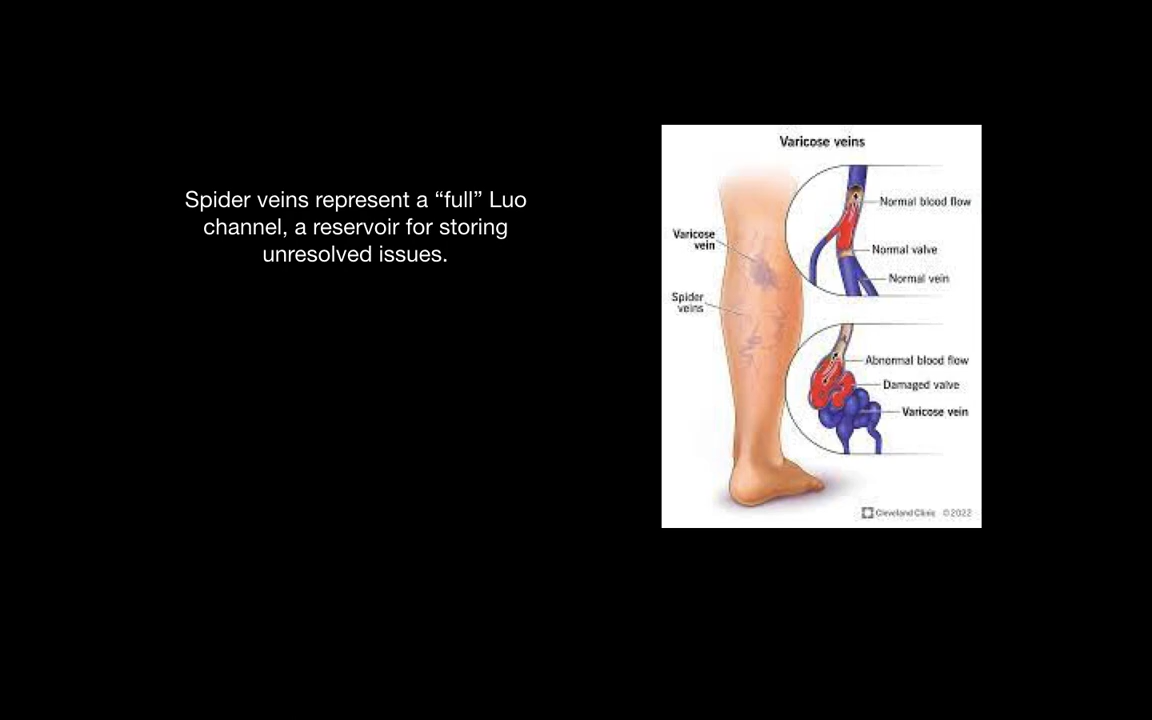 Spider veins represent a “full” Luo
channel, a reservoir for storing
unresolved issues.
Varicose veins
Normal blood flow
Varicose
vein
Normal valve
Normal vein
Spider
veins
Abnormal blood flow
Damaged valve
Varicose vein
Cleveland Clinic ©2022